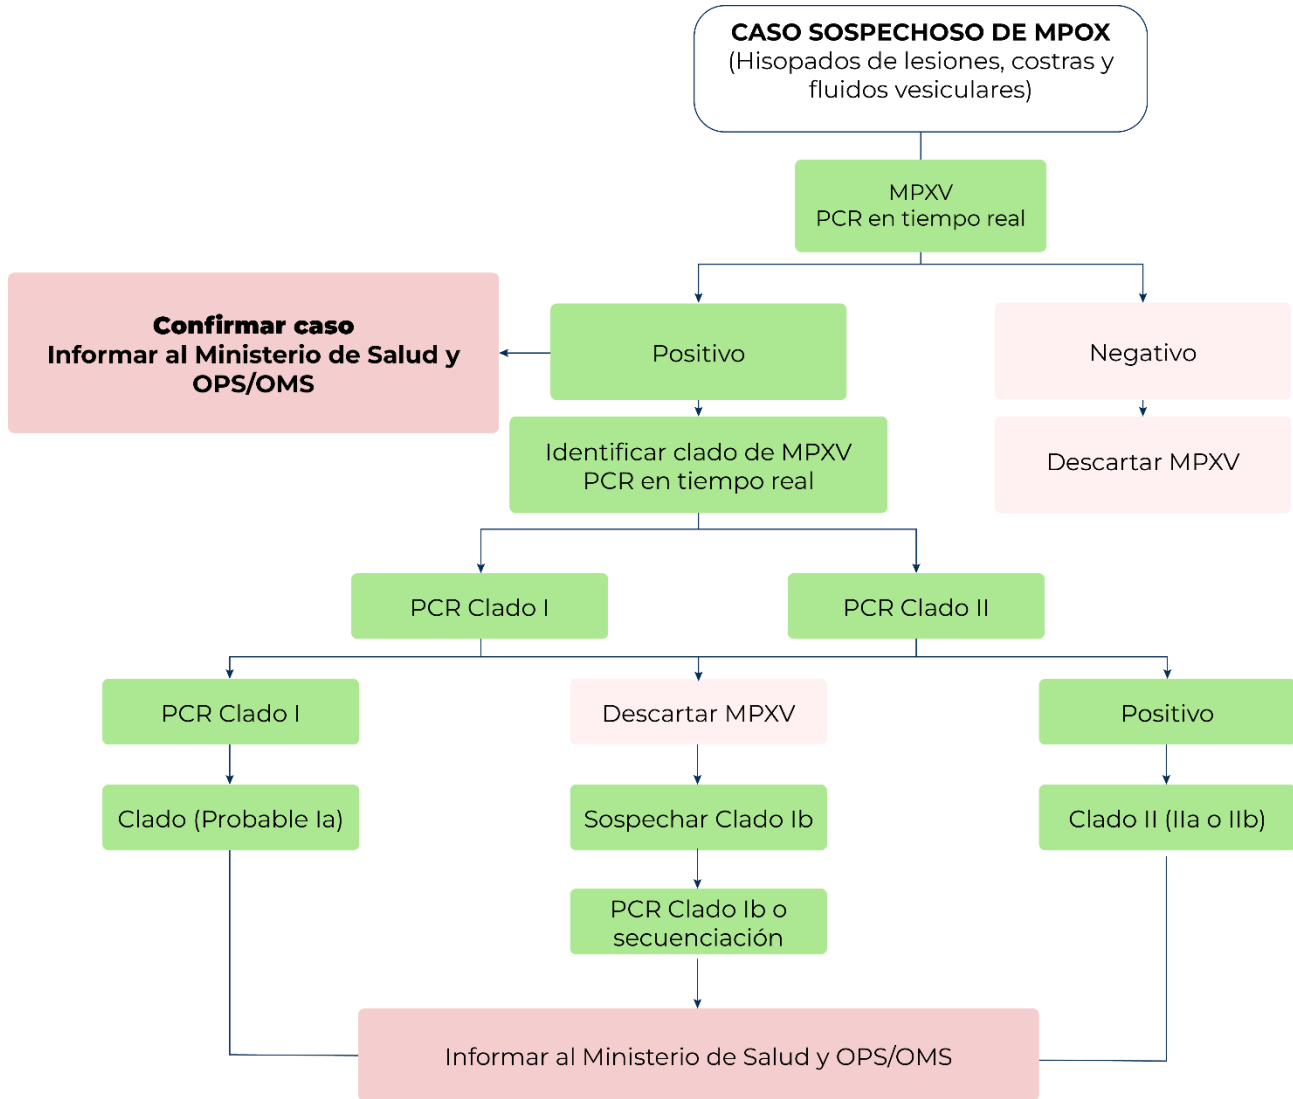 CASO SOSPECHOSO DE MPOX
(Hisopados de lesiones, costras y
fluidos vesiculares)
MPXV
PCR en tiempo real
Confirmar caso
Informar al Ministerio de Salud y
OPS/OMS
Positivo
Negativo
Identificar clado de MPXV
PCR en tiempo real
Descartar MPXV
PCR Clado I
PCR Clado II
PCR Clado I
Descartar MPXV
Positivo
Clado (Probable Ia)
Sospechar Clado Ib
Clado II (IIa o IIb)
PCR Clado Ib o
secuenciación
Informar al Ministerio de Salud y OPS/OMS